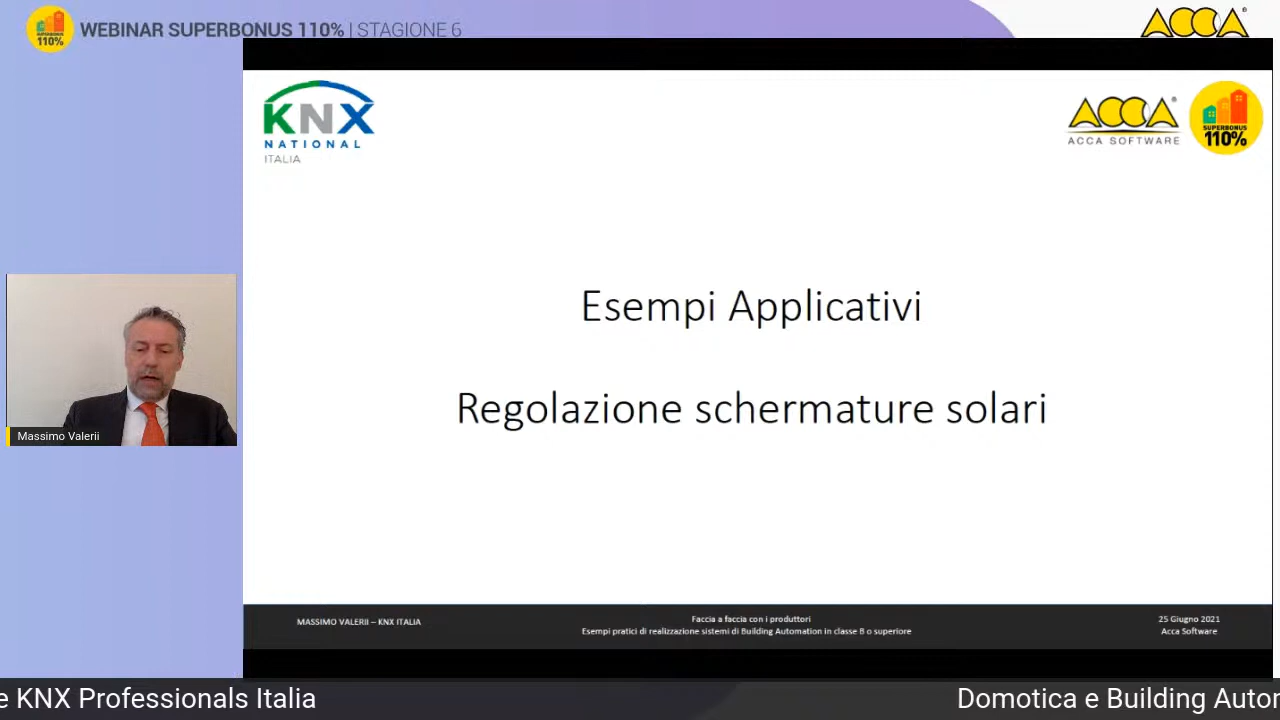 SUPERBONUS
110%
WEBINAR SUPERBONUS 110% | STAGIONE 6
ACCA
KNX
NATIONAL
ITALIA
ACCA
ACCA SOFTWARE
SUPERBONUS
110%
Esempi Applicativi
Regolazione schermature solari
Massimo Valerii
MASSIMO VALERII – KNX ITALIA
Faccia a faccia con i produttori
Esempi pratici di realizzazione sistemi di Building Automation in classe B o superiore
25 Giugno 2021
Acca Software
e KNX Professionals Italia
Domotica e Building Autor